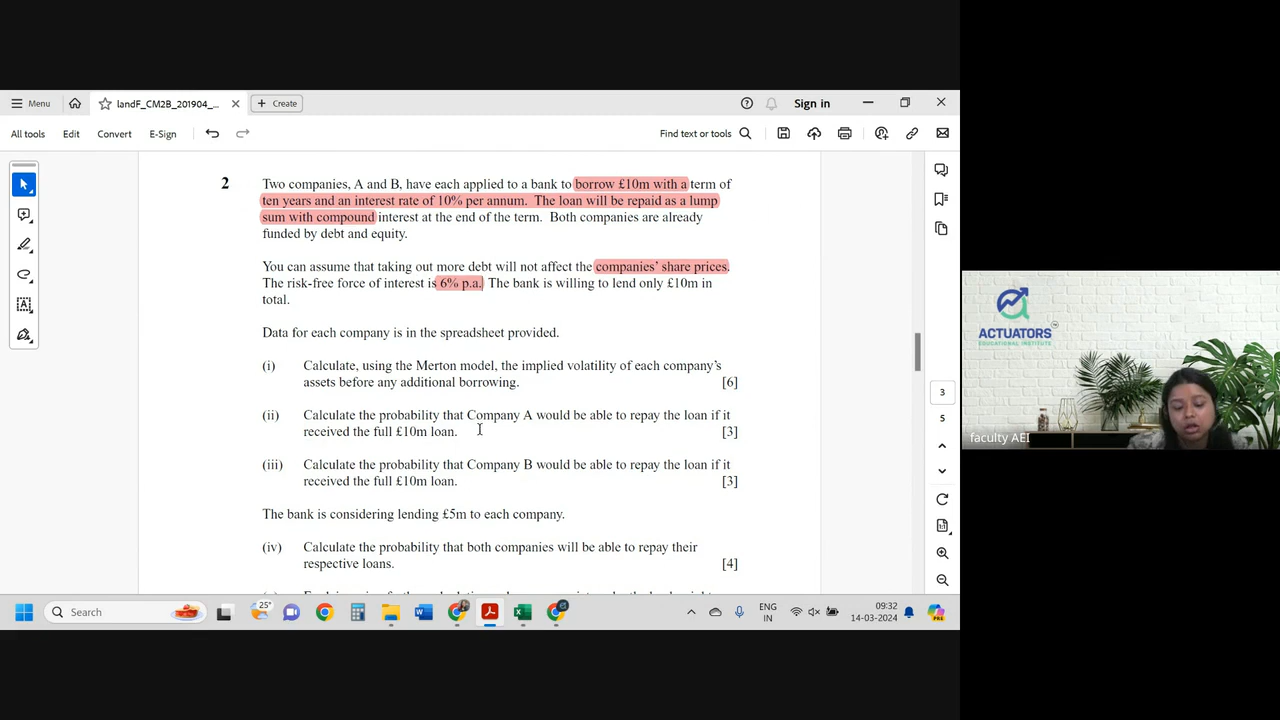 Menu
landF_CM2B_201904_...
Create
Sign in
All tools
Edit
Convert
E-Sign
Find text or tools
2
Two companies, A and B, have each applied to a bank to borrow £10m with a term of
ten years and an interest rate of 10% per annum. The loan will be repaid as a lump
sum with compound interest at the end of the term. Both companies are already
funded by debt and equity.
You can assume that taking out more debt will not affect the companies' share prices.
The risk-free force of interest is 6% p.a. The bank is willing to lend only £10m in
total.
Data for each company is in the spreadsheet provided.
(i) Calculate, using the Merton model, the implied volatility of each company's
assets before any additional borrowing. [6]
(ii) Calculate the probability that Company A would be able to repay the loan if it
received the full £10m loan. [3]
(iii) Calculate the probability that Company B would be able to repay the loan if it
received the full £10m loan. [3]
The bank is considering lending £5m to each company.
(iv) Calculate the probability that both companies will be able to repay their
respective loans. [4]
3
5
ACTUATORS
EDUCATIONAL INSTITUTE
TM
faculty AEI
Search
25°
ENG
IN
09:32
14-03-2024